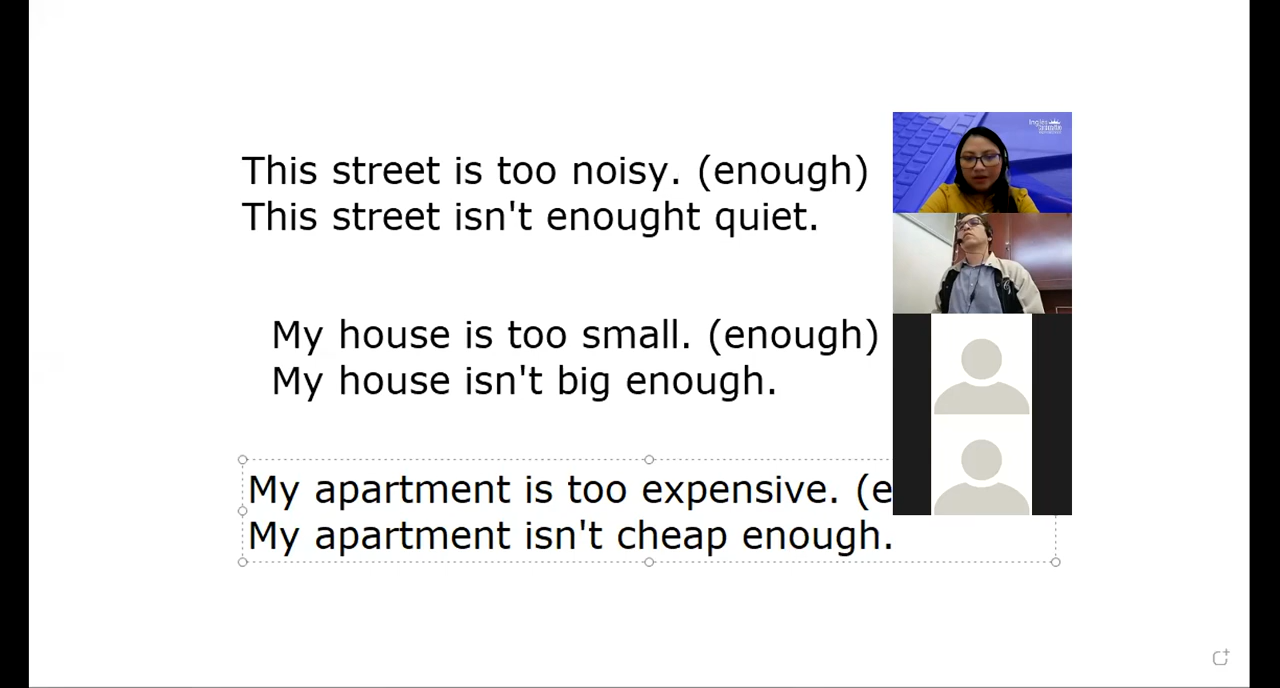 This street is too noisy. (enough)
This street isn't enought quiet.
My house is too small. (enough)
My house isn't big enough.
My apartment is too expensive. (e
My apartment isn't cheap enough.
Inglés